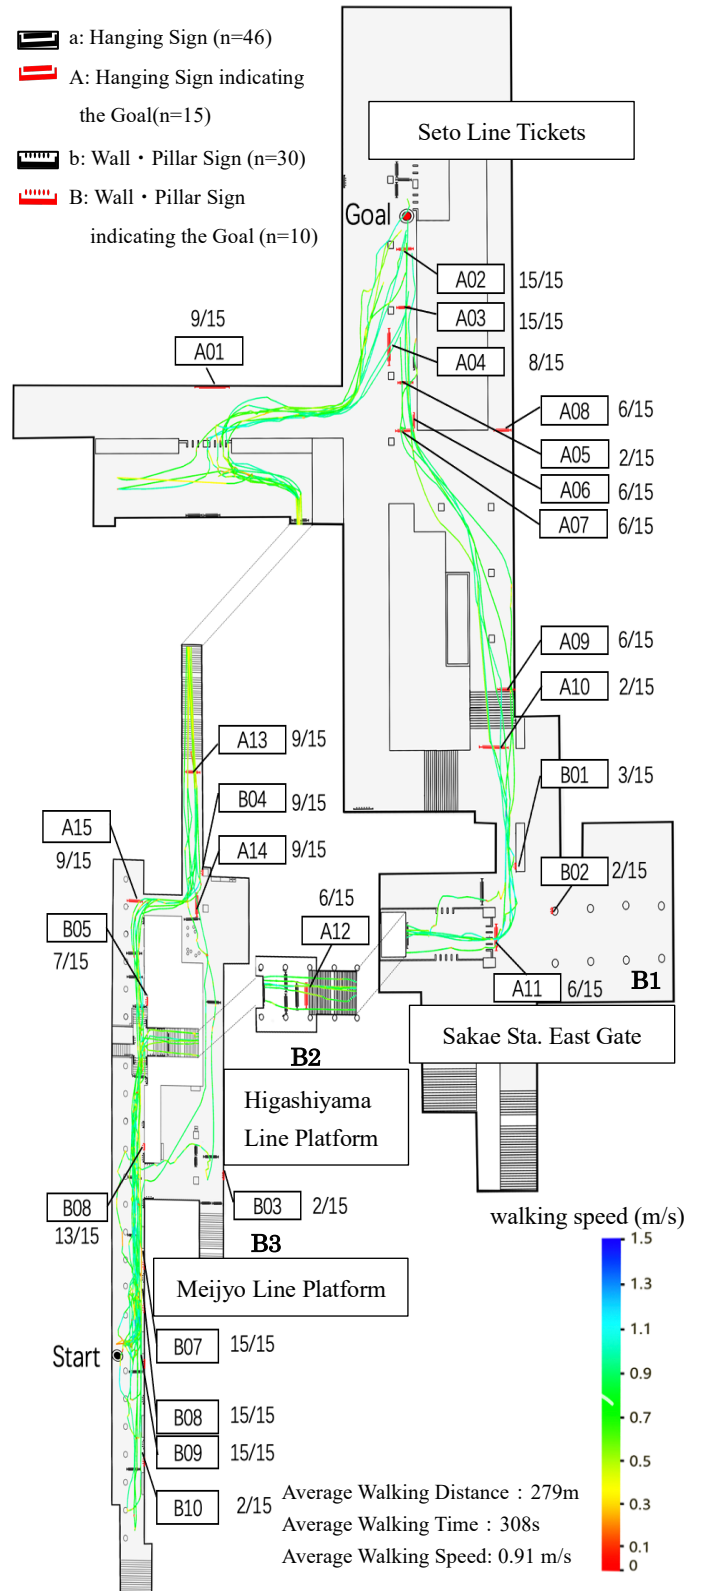 a: Hanging Sign (n=46)
A: Hanging Sign indicating
the Goal(n=15)
b: Wall・Pillar Sign (n=30)
B: Wall・Pillar Sign
indicating the Goal (n=10)
Seto Line Tickets
Goal
A02 15/15
A03 15/15
A04 8/15
9/15
A01
A08 6/15
A05 2/15
A06 6/15
A07 6/15
A09 6/15
A10 2/15
A13 9/15
B01 3/15
B04 9/15
A15
9/15
A14 9/15
B02 2/15
6/15
A12
B05
7/15
A11 6/15
B1
Sakae Sta. East Gate
B2
Higashiyama
Line Platform
B08
13/15
B03 2/15
B3
walking speed (m/s)
Meijyo Line Platform
1.5
1.3
1.1
0.9
0.7
0.5
0.3
0.1
0
Start
B07 15/15
B08 15/15
B09 15/15
B10 2/15
Average Walking Distance：279m
Average Walking Time：308s
Average Walking Speed: 0.91 m/s